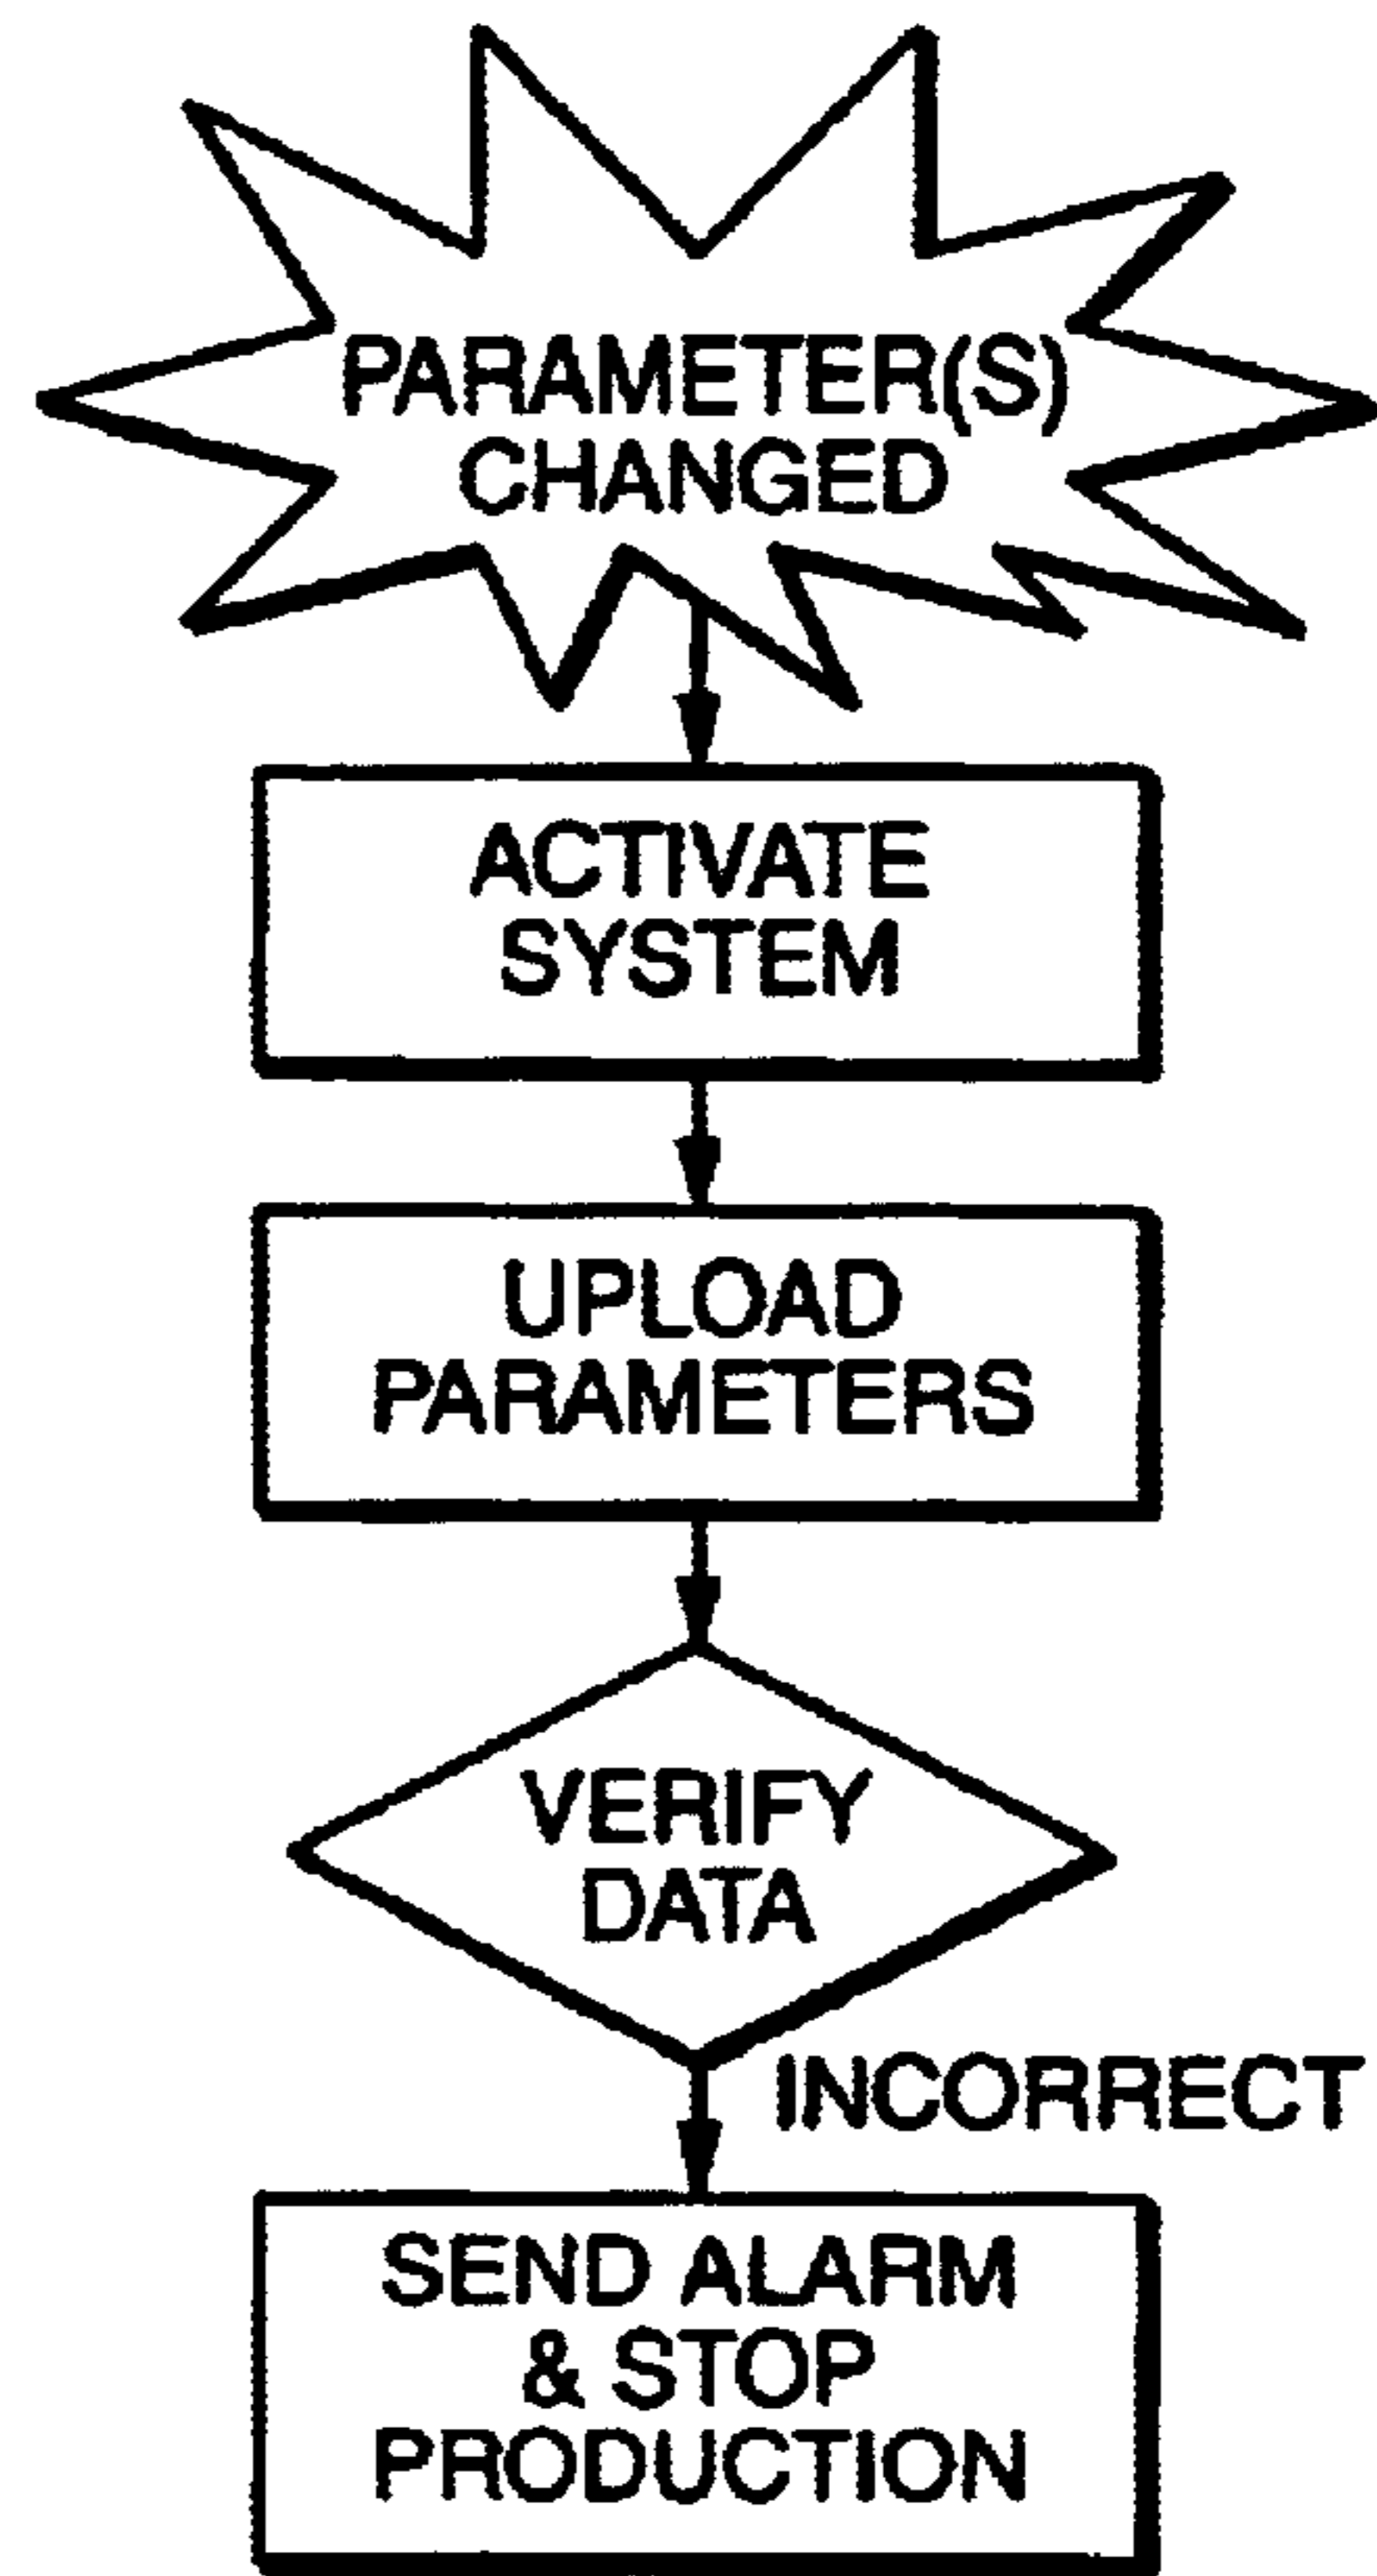 PARAMETER(S)
CHANGED
ACTIVATE
SYSTEM
UPLOAD
PARAMETERS
VERIFY
DATA
INCORRECT
SEND ALARM
& STOP
PRODUCTION